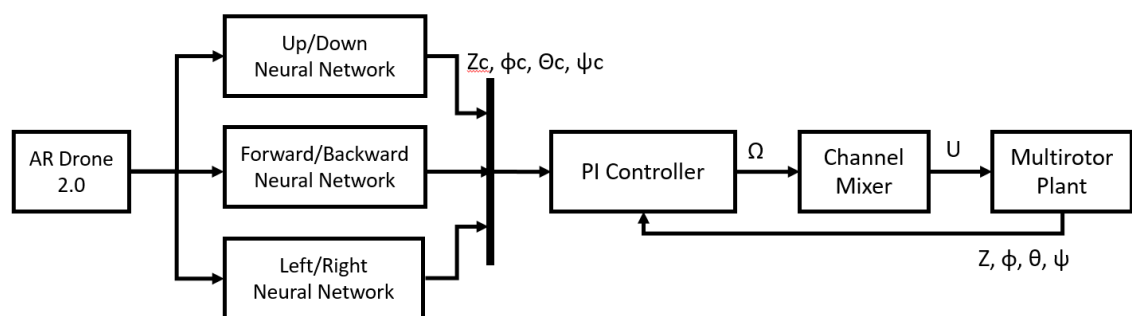 Up/Down
Neural Network
Zc, ϕc, Θc, ψc
AR Drone
2.0
Forward/Backward
Neural Network
PI Controller
Ω
Channel
Mixer
U
Multirotor
Plant
Left/Right
Neural Network
Z, ϕ, θ, ψ